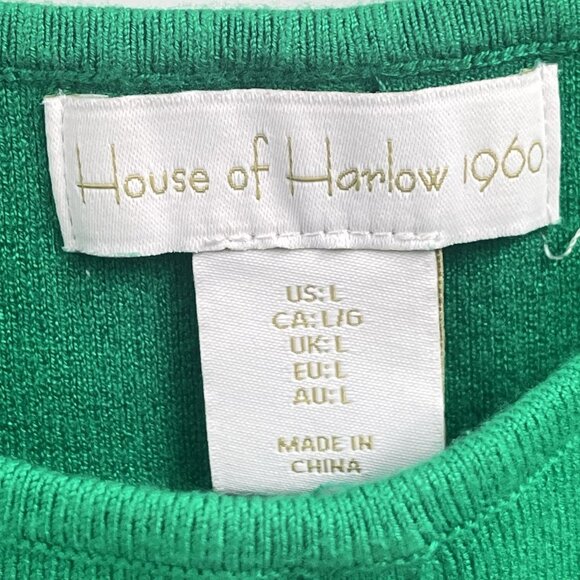 House of Harlow 1960
US: L
CA: L/G
UK: L
EU: L
AU: L
MADE IN
CHINA